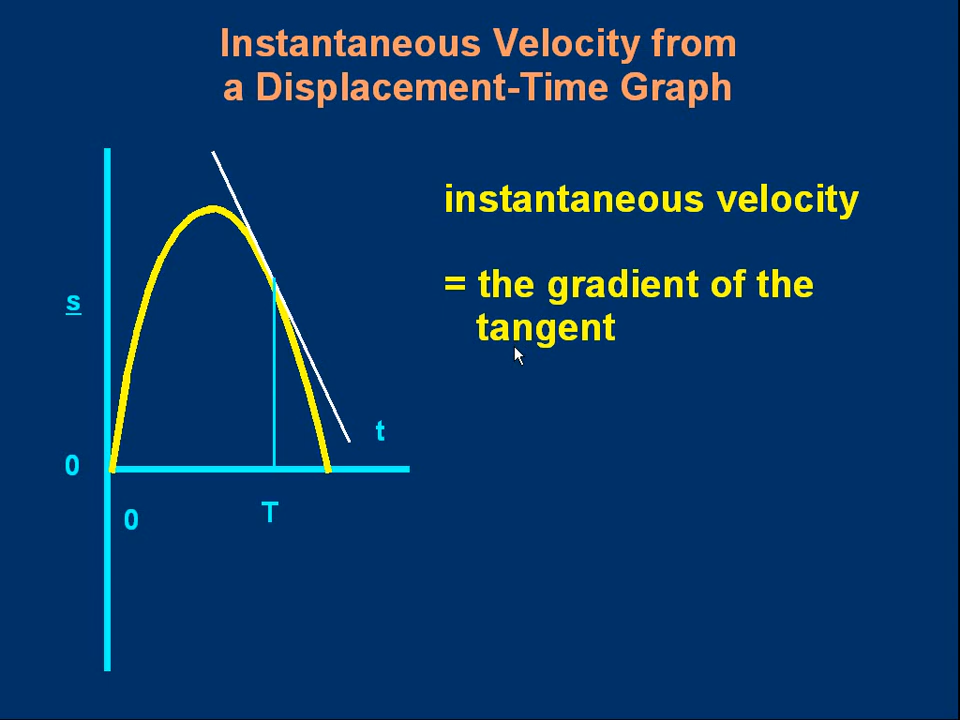 Instantaneous Velocity from
a Displacement-Time Graph
instantaneous velocity
= the gradient of the
tangent
s
t
0
0
T